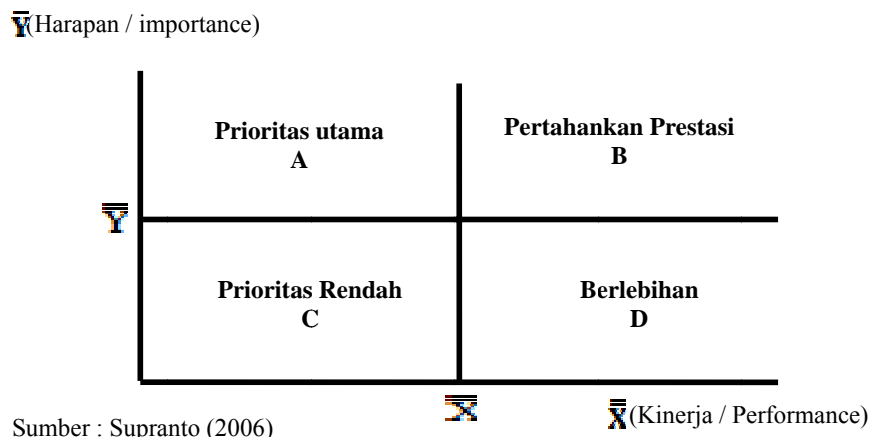 Y̿(Harapan / importance)
Prioritas utama
A
Pertahankan Prestasi
B
Y̿
Prioritas Rendah
C
Berlebihan
D
X̿
X̿(Kinerja / Performance)
Sumber : Supranto (2006)